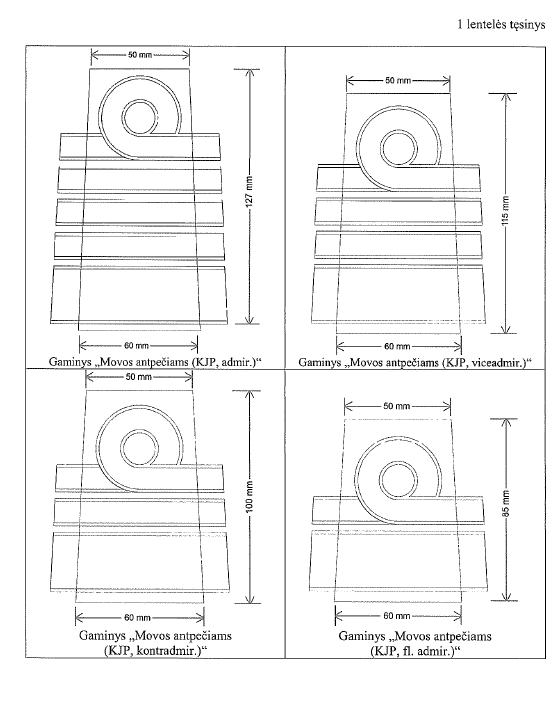 1 lentelės tęsinys
50 mm
127 mm
60 mm
Gaminys „Movos antpečiams (KJP, admir.)“
50 mm
115 mm
60 mm
Gaminys „Movos antpečiams (KJP, viceadmir.)“
50 mm
100 mm
60 mm
Gaminys „Movos antpečiams
(KJP, kontradmir.)“
50 mm
85 mm
60 mm
Gaminys „Movos antpečiams
(KJP, fl. admir.)“